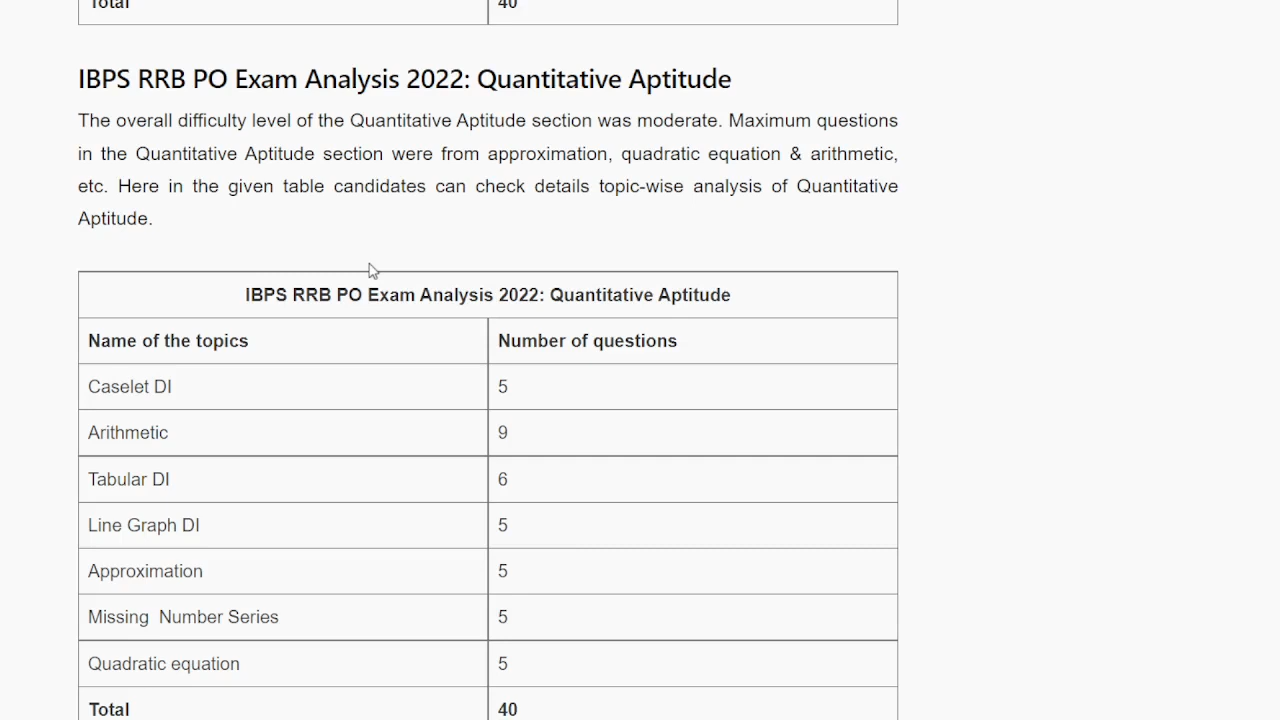 Total 40
IBPS RRB PO Exam Analysis 2022: Quantitative Aptitude
The overall difficulty level of the Quantitative Aptitude section was moderate. Maximum questions
in the Quantitative Aptitude section were from approximation, quadratic equation & arithmetic,
etc. Here in the given table candidates can check details topic-wise analysis of Quantitative
Aptitude.
IBPS RRB PO Exam Analysis 2022: Quantitative Aptitude
Name of the topics Number of questions
Caselet DI 5
Arithmetic 9
Tabular DI 6
Line Graph DI 5
Approximation 5
Missing Number Series 5
Quadratic equation 5
Total 40